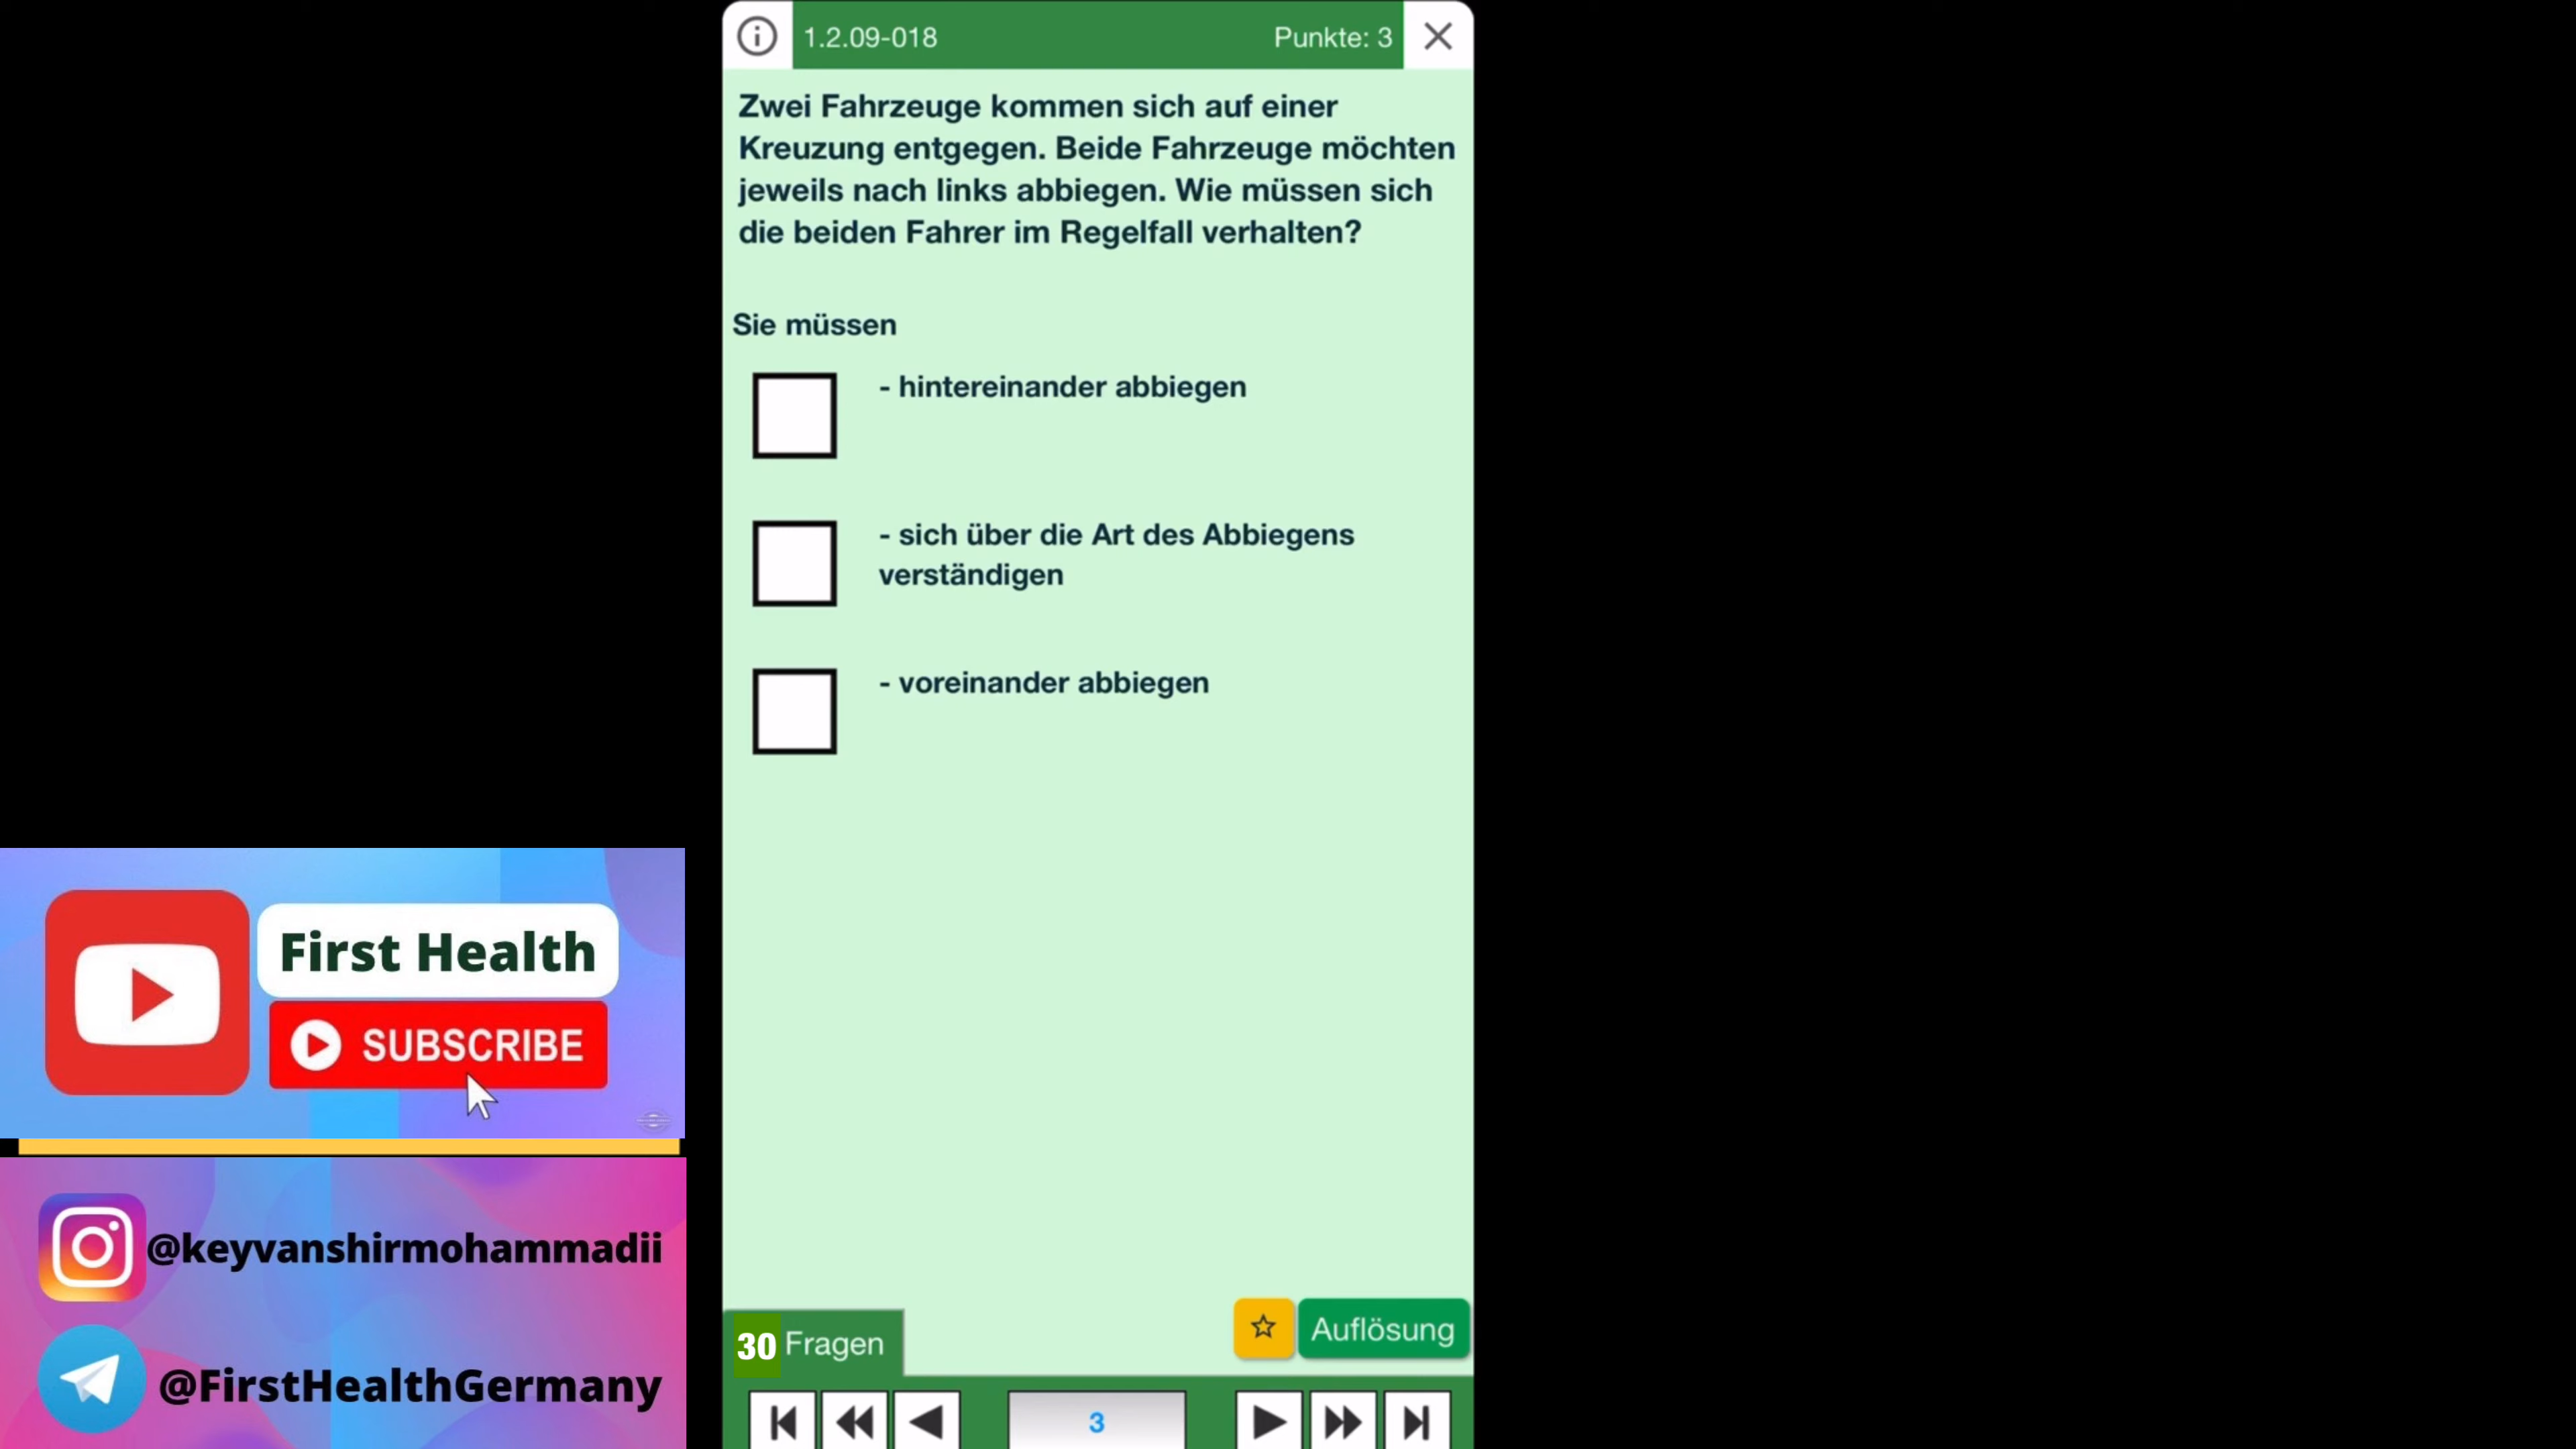 1.2.09-018
Punkte: 3
Zwei Fahrzeuge kommen sich auf einer
Kreuzung entgegen. Beide Fahrzeuge möchten
jeweils nach links abbiegen. Wie müssen sich
die beiden Fahrer im Regelfall verhalten?
Sie müssen
- hintereinander abbiegen
- sich über die Art des Abbiegens
verständigen
- voreinander abbiegen
First Health
SUBSCRIBE
@keyvanshirmohammadii
@FirstHealthGermany
30 Fragen
Auflösung
3